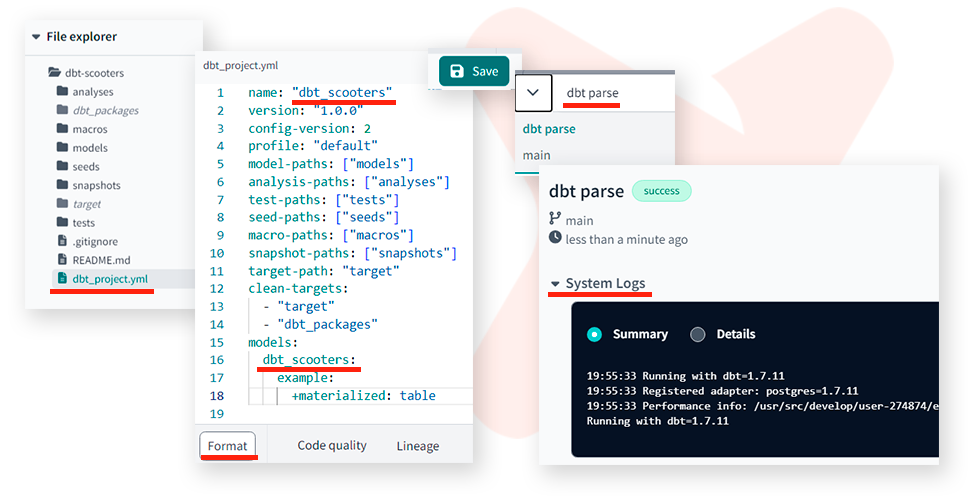 File explorer
dbt-scooters
analyses
dbt_packages
macros
models
seeds
snapshots
target
tests
.gitignore
README.md
dbt_project.yml
dbt_project.yml
Save
1 name: "dbt_scooters"
2 version: "1.0.0"
3 config-version: 2
4 profile: "default"
5 model-paths: ["models"]
6 analysis-paths: ["analyses"]
7 test-paths: ["tests"]
8 seed-paths: ["seeds"]
9 macro-paths: ["macros"]
10 snapshot-paths: ["snapshots"]
11 target-path: "target"
12 clean-targets:
13 - "target"
14 - "dbt_packages"
15 models:
16 dbt_scooters:
17 example:
18 +materialized: table
19
Format Code quality Lineage
dbt parse
dbt parse
main
dbt parse success
main
less than a minute ago
System Logs
Summary Details
19:55:33 Running with dbt=1.7.11
19:55:33 Registered adapter: postgres=1.7.11
19:55:33 Performance info: /usr/src/develop/user-274874/e
Running with dbt=1.7.11